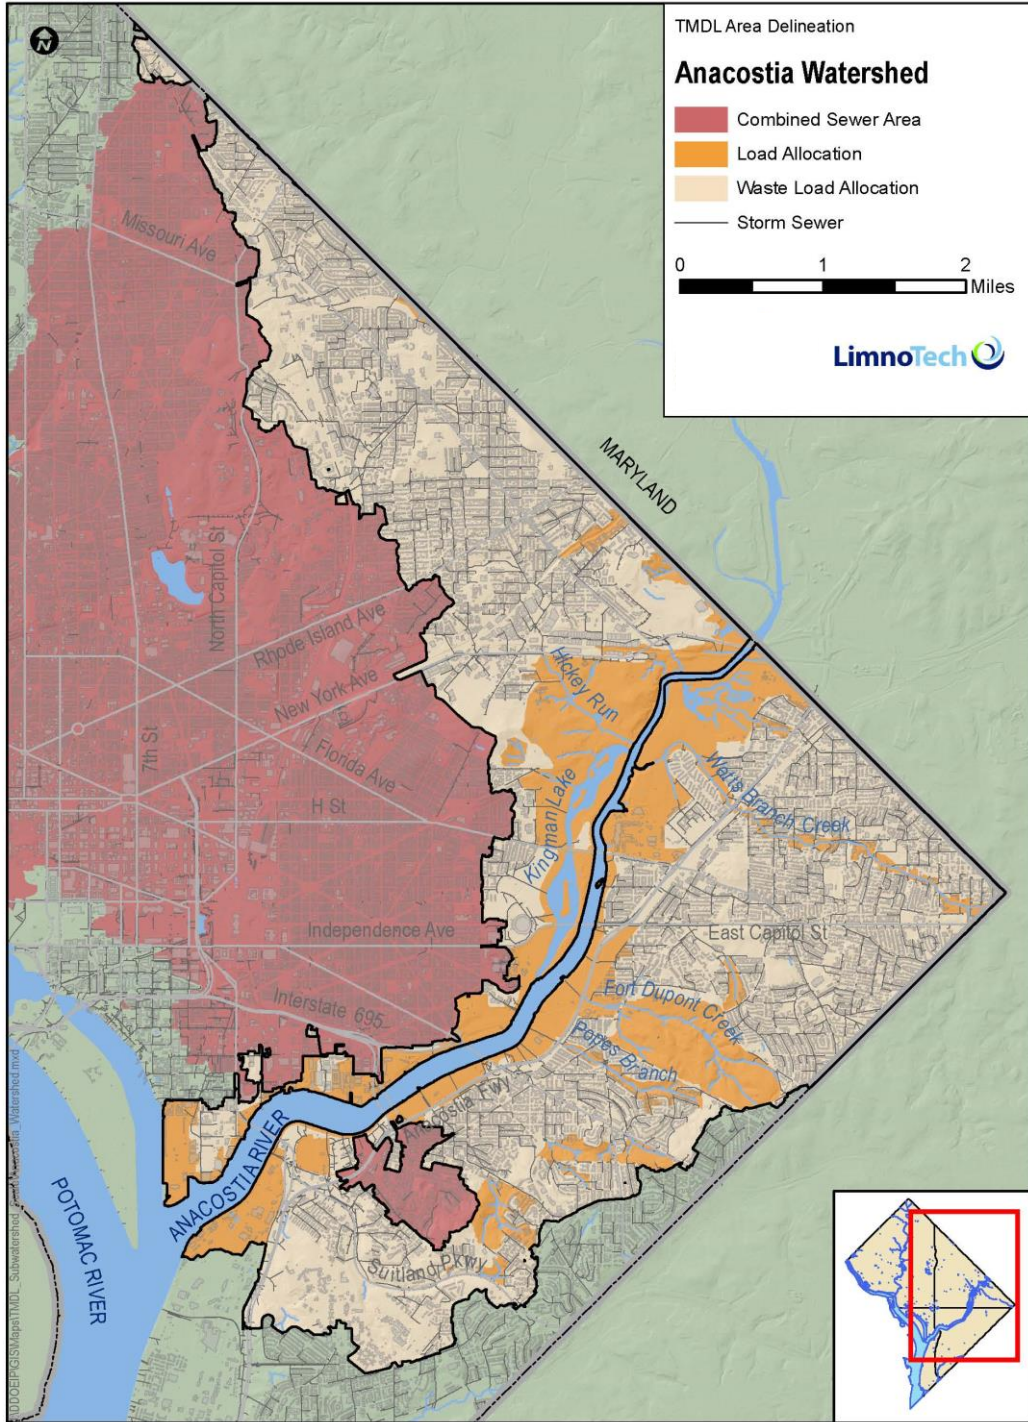 N
TMDL Area Delineation
Anacostia Watershed
Combined Sewer Area
Load Allocation
Waste Load Allocation
Storm Sewer
0 1 2
Miles
LimnoTech
Missouri Ave
MARYLAND
North Capitol St
Rhode Island Ave
New York Ave
Hickey Run
7th St
Florida Ave
Watts Branch Creek
H St
Kingman Lake
Independence Ave
East Capitol St
Interstate 695
Fort Dupont Creek
Popes Branch
Anacostia Fwy
ANACOSTIA RIVER
POTOMAC RIVER
Suitland Pkwy